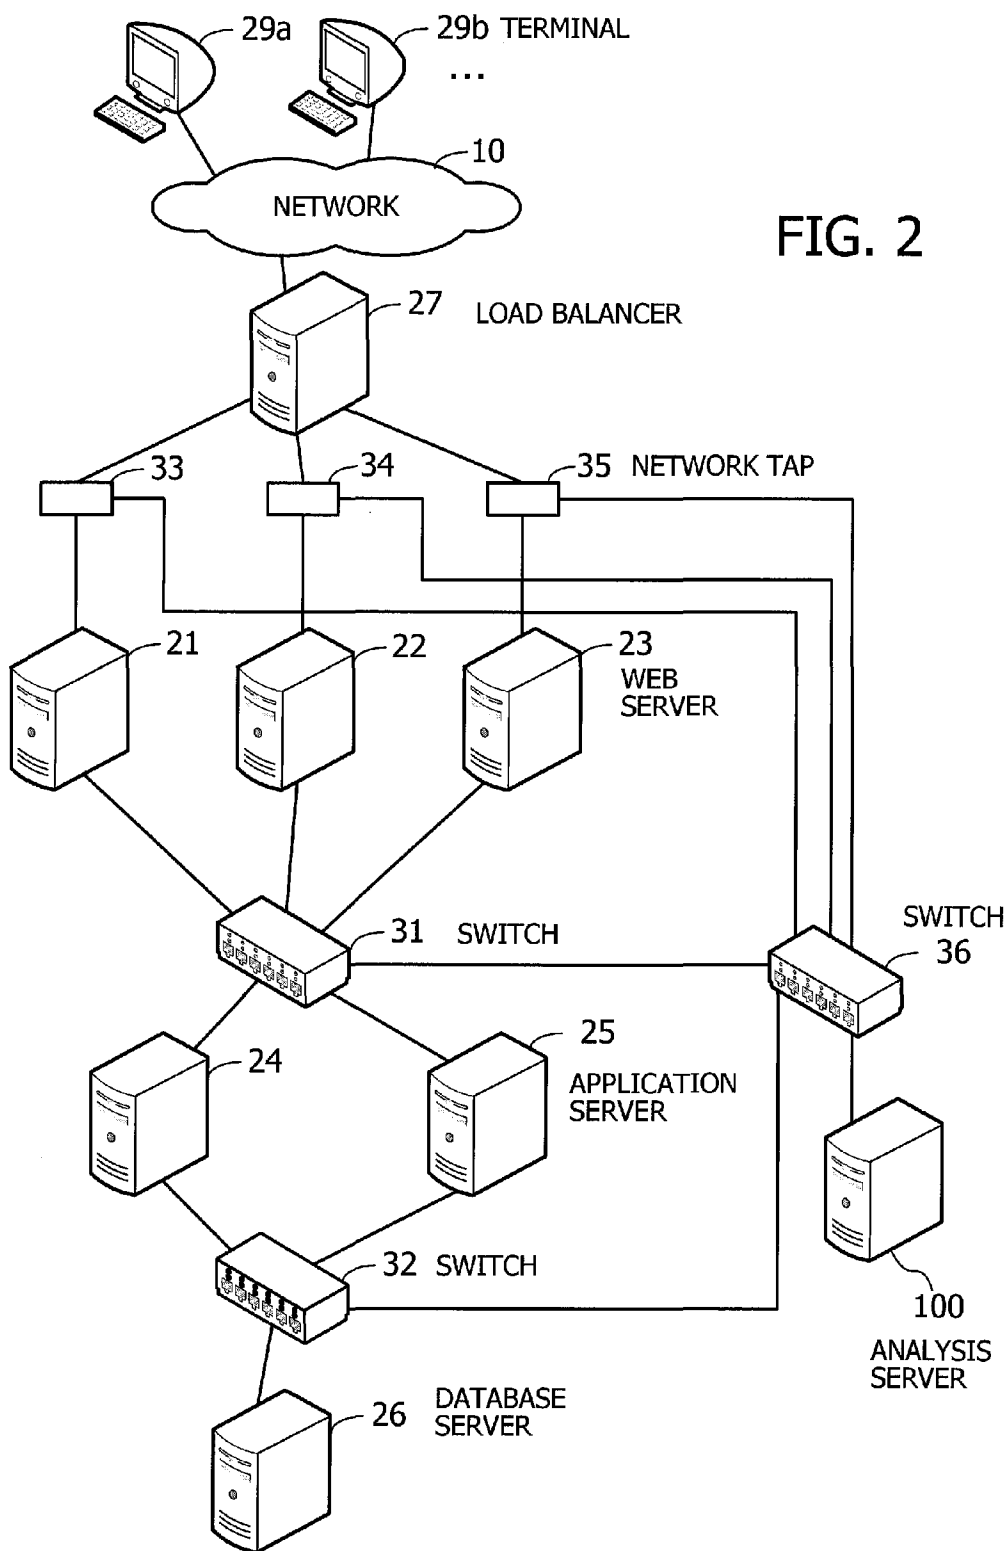 29a
29b TERMINAL
...
10
NETWORK
FIG. 2
27
LOAD BALANCER
33
34
35 NETWORK TAP
21
22
23
WEB
SERVER
31 SWITCH
SWITCH
36
24
25
APPLICATION
SERVER
32 SWITCH
100
ANALYSIS
SERVER
26
DATABASE
SERVER